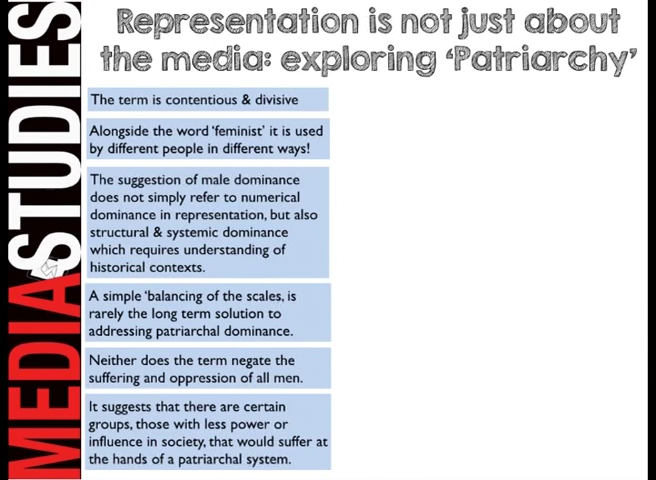 Representation is not just about
the media: exploring 'Patriarchy'
MEDIASTUDIES
The term is contentious & divisive
Alongside the word 'feminist' it is used
by different people in different ways!
The suggestion of male dominance
does not simply refer to numerical
dominance in representation, but also
structural & systemic dominance
which requires understanding of
historical contexts.
A simple 'balancing of the scales, is
rarely the long term solution to
addressing patriarchal dominance.
Neither does the term negate the
suffering and oppression of all men.
It suggests that there are certain
groups, those with less power or
influence in society, that would suffer at
the hands of a patriarchal system.